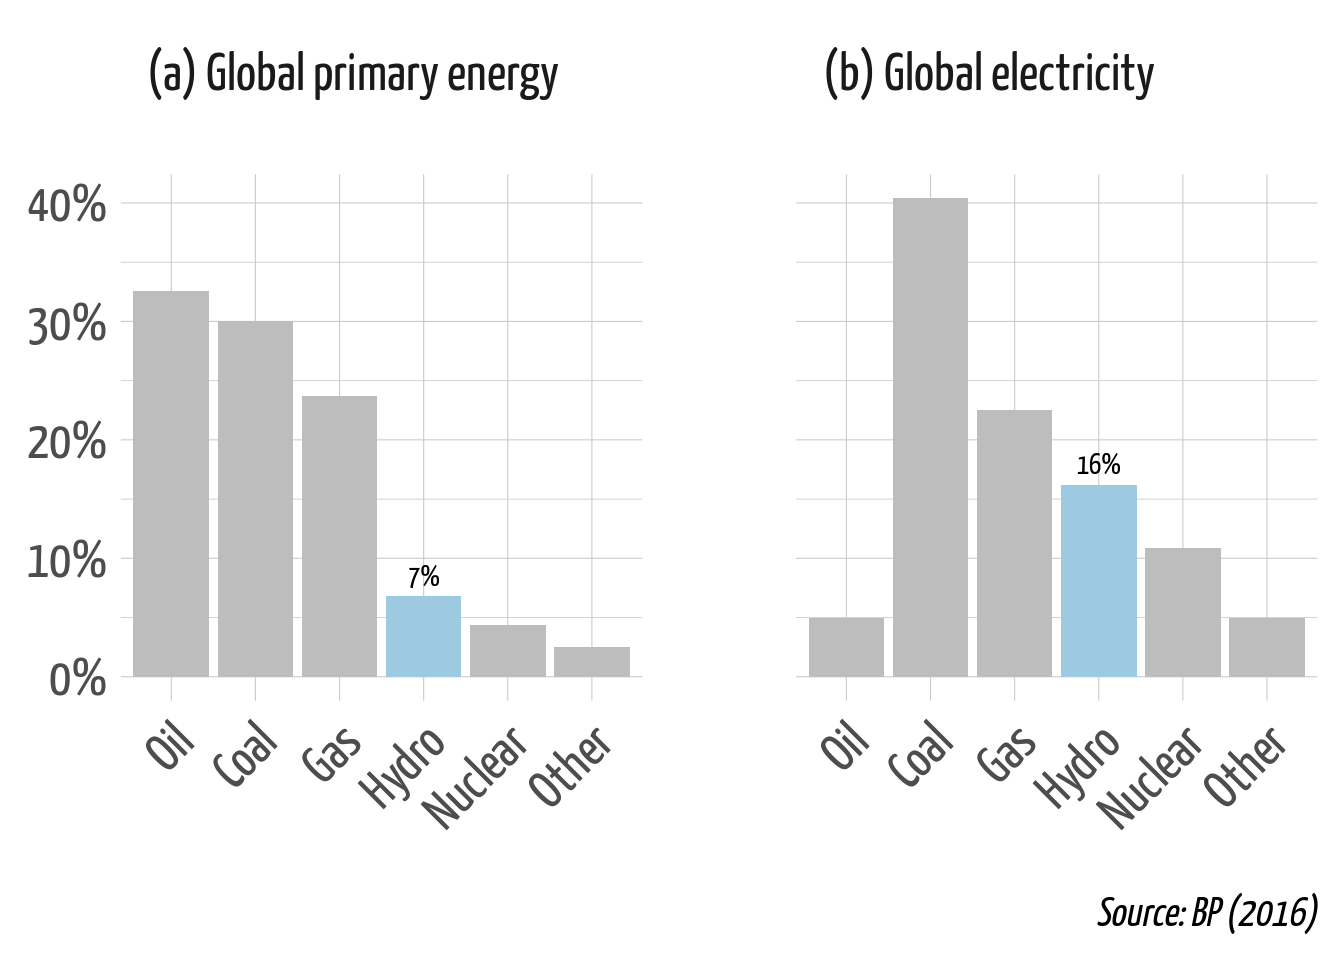 (a) Global primary energy
(b) Global electricity
40%
30%
20%
10%
0%
7%
16%
Oil
Coal
Gas
Hydro
Nuclear
Other
Oil
Coal
Gas
Hydro
Nuclear
Other
Source: BP (2016)